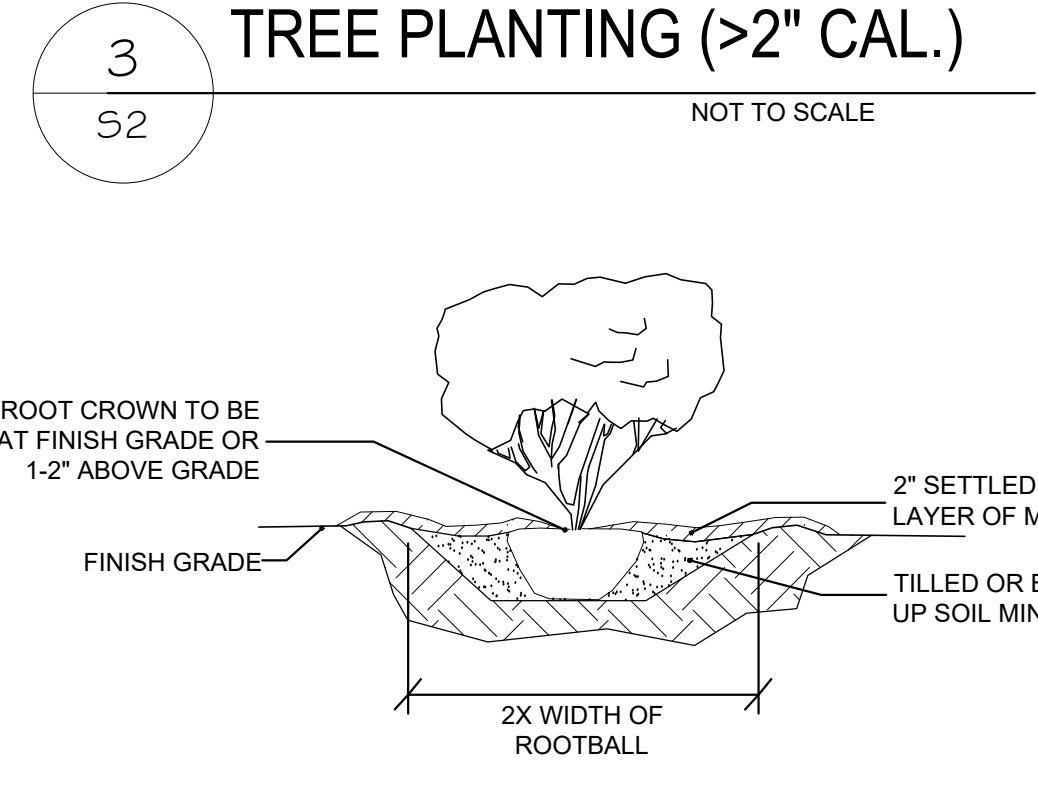 3
S2
TREE PLANTING (>2" CAL.)
NOT TO SCALE
ROOT CROWN TO BE
AT FINISH GRADE OR
1-2" ABOVE GRADE
FINISH GRADE
2" SETTLED
LAYER OF
TILLED OR
UP SOIL
2X WIDTH OF
ROOTBALL